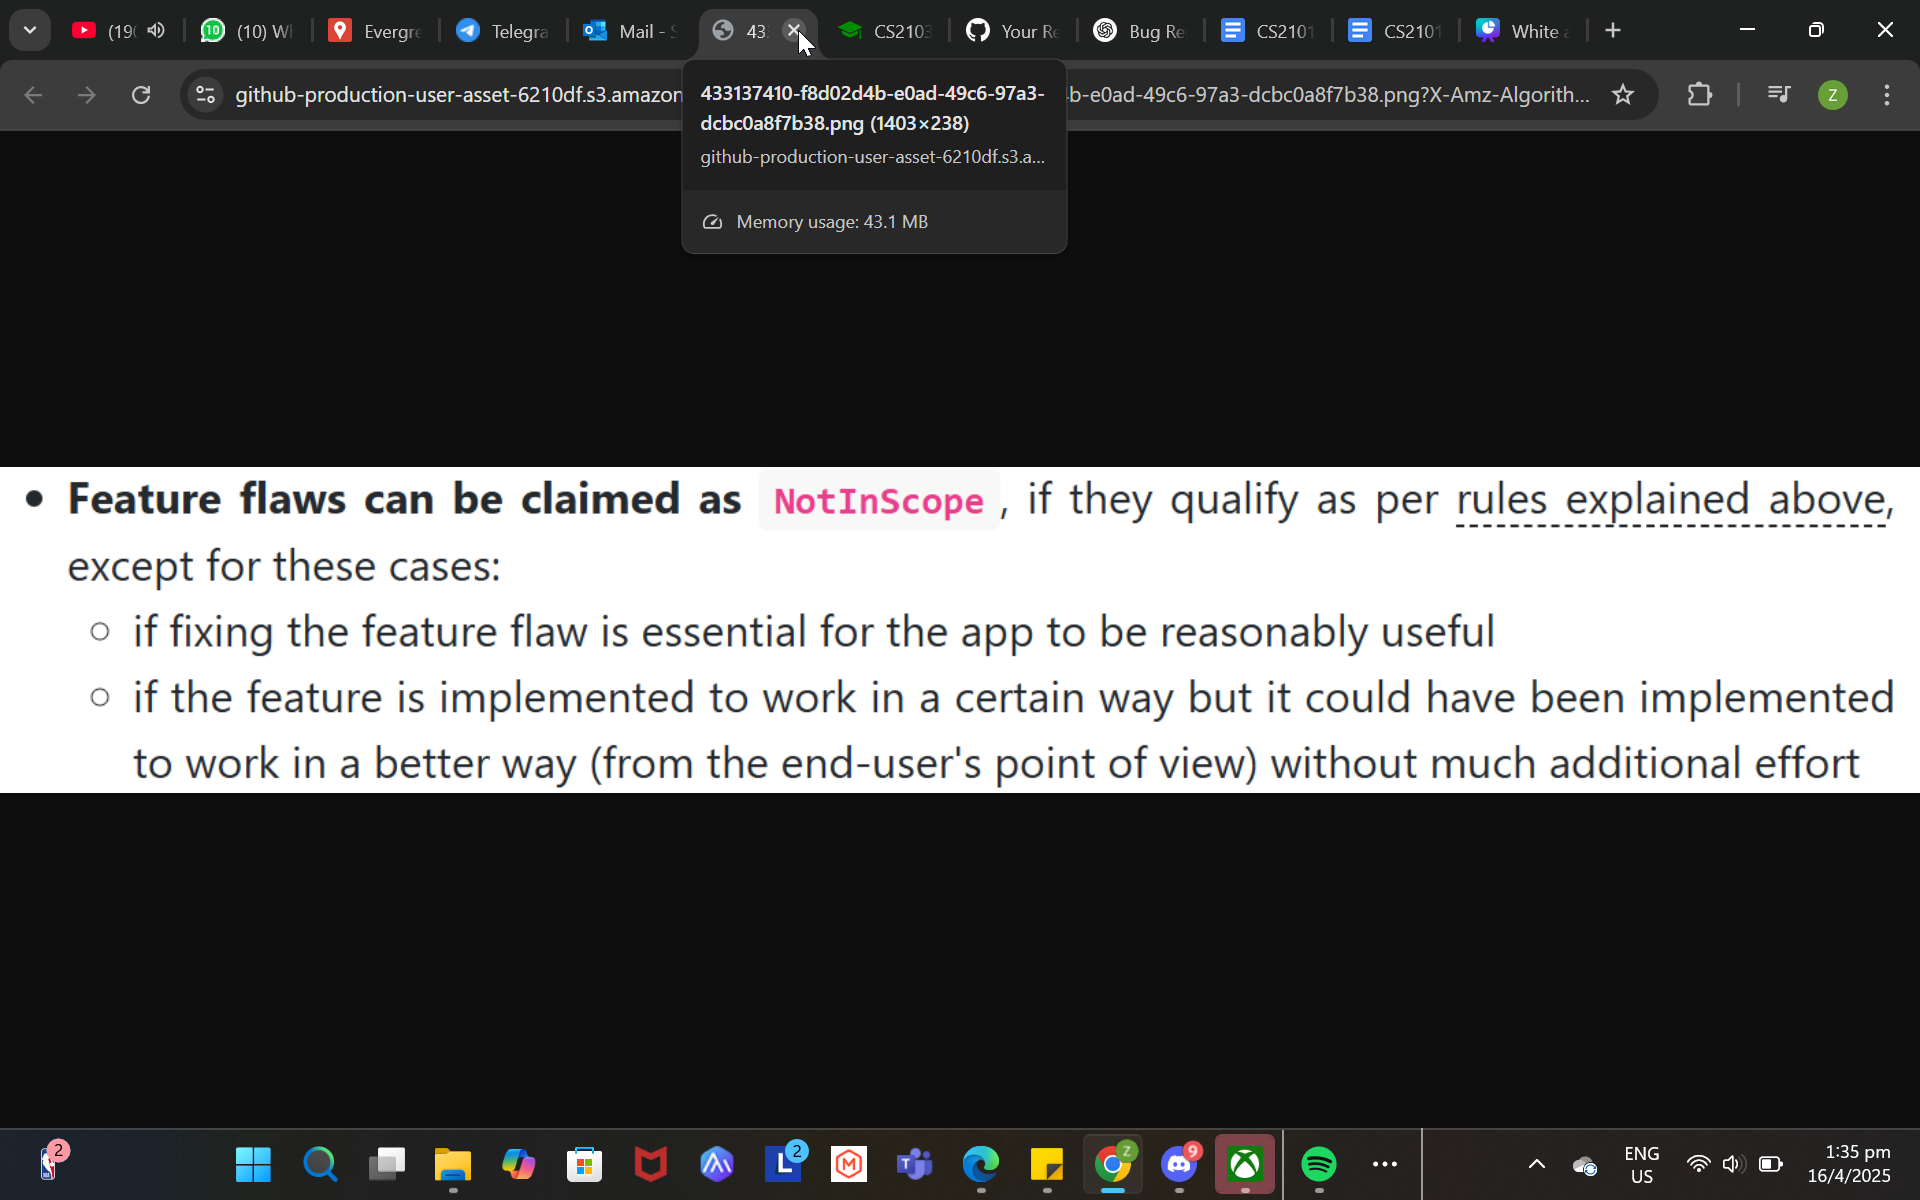 (190
(10) W
Evergre
Telegra
Mail - S
43
CS2103
Your Re
Bug Re
CS2101
CS2101
White a
github-production-user-asset-6210df.s3.amazon
b-e0ad-49c6-97a3-dcbc0a8f7b38.png?X-Amz-Algorith...
Z
433137410-f8d02d4b-e0ad-49c6-97a3-
dcbc0a8f7b38.png (1403×238)
github-production-user-asset-6210df.s3.a...
Memory usage: 43.1 MB
• Feature flaws can be claimed as NotInScope, if they qualify as per rules explained above,
except for these cases:
○ if fixing the feature flaw is essential for the app to be reasonably useful
○ if the feature is implemented to work in a certain way but it could have been implemented
to work in a better way (from the end-user's point of view) without much additional effort
2
L 2
M
T
Z
9
ENG
US
1:35 pm
16/4/2025